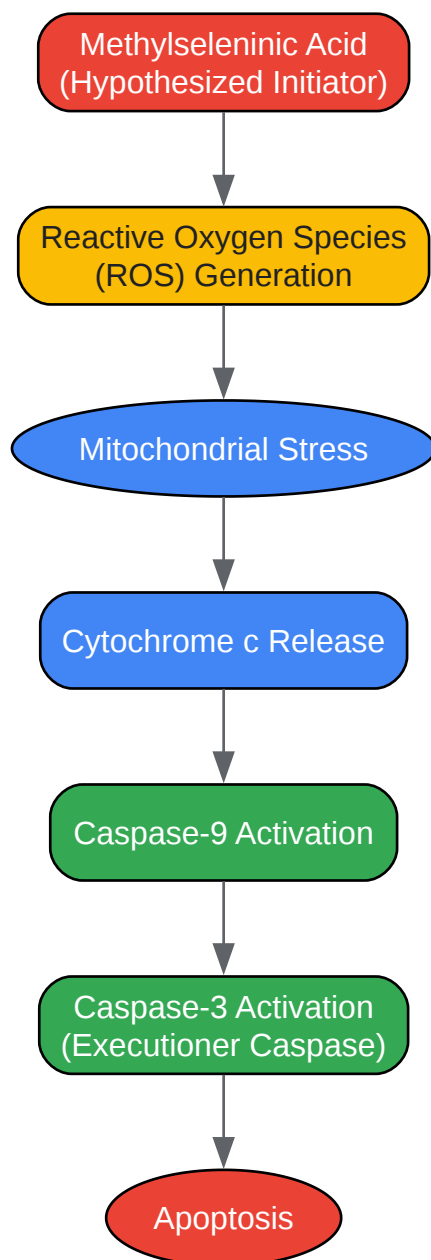 Methylseleninic Acid
(Hypothesized Initiator)
Reactive Oxygen Species
(ROS) Generation
Mitochondrial Stress
Cytochrome c Release
Caspase-9 Activation
Caspase-3 Activation
(Executioner Caspase)
Apoptosis